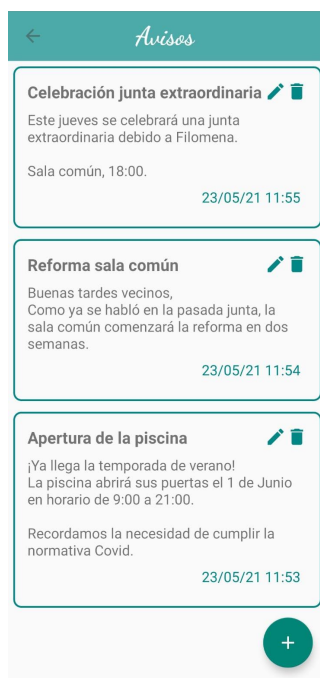 Avisos
Celebración junta extraordinaria
Este jueves se celebrará una junta
extraordinaria debido a Filomena.
Sala común, 18:00.
23/05/21 11:55
Reforma sala común
Buenas tardes vecinos,
Como ya se habló en la pasada junta, la
sala común comenzará la reforma en dos
semanas.
23/05/21 11:54
Apertura de la piscina
¡Ya llega la temporada de verano!
La piscina abrirá sus puertas el 1 de Junio
en horario de 9:00 a 21:00.
Recordamos la necesidad de cumplir la
normativa Covid.
23/05/21 11:53